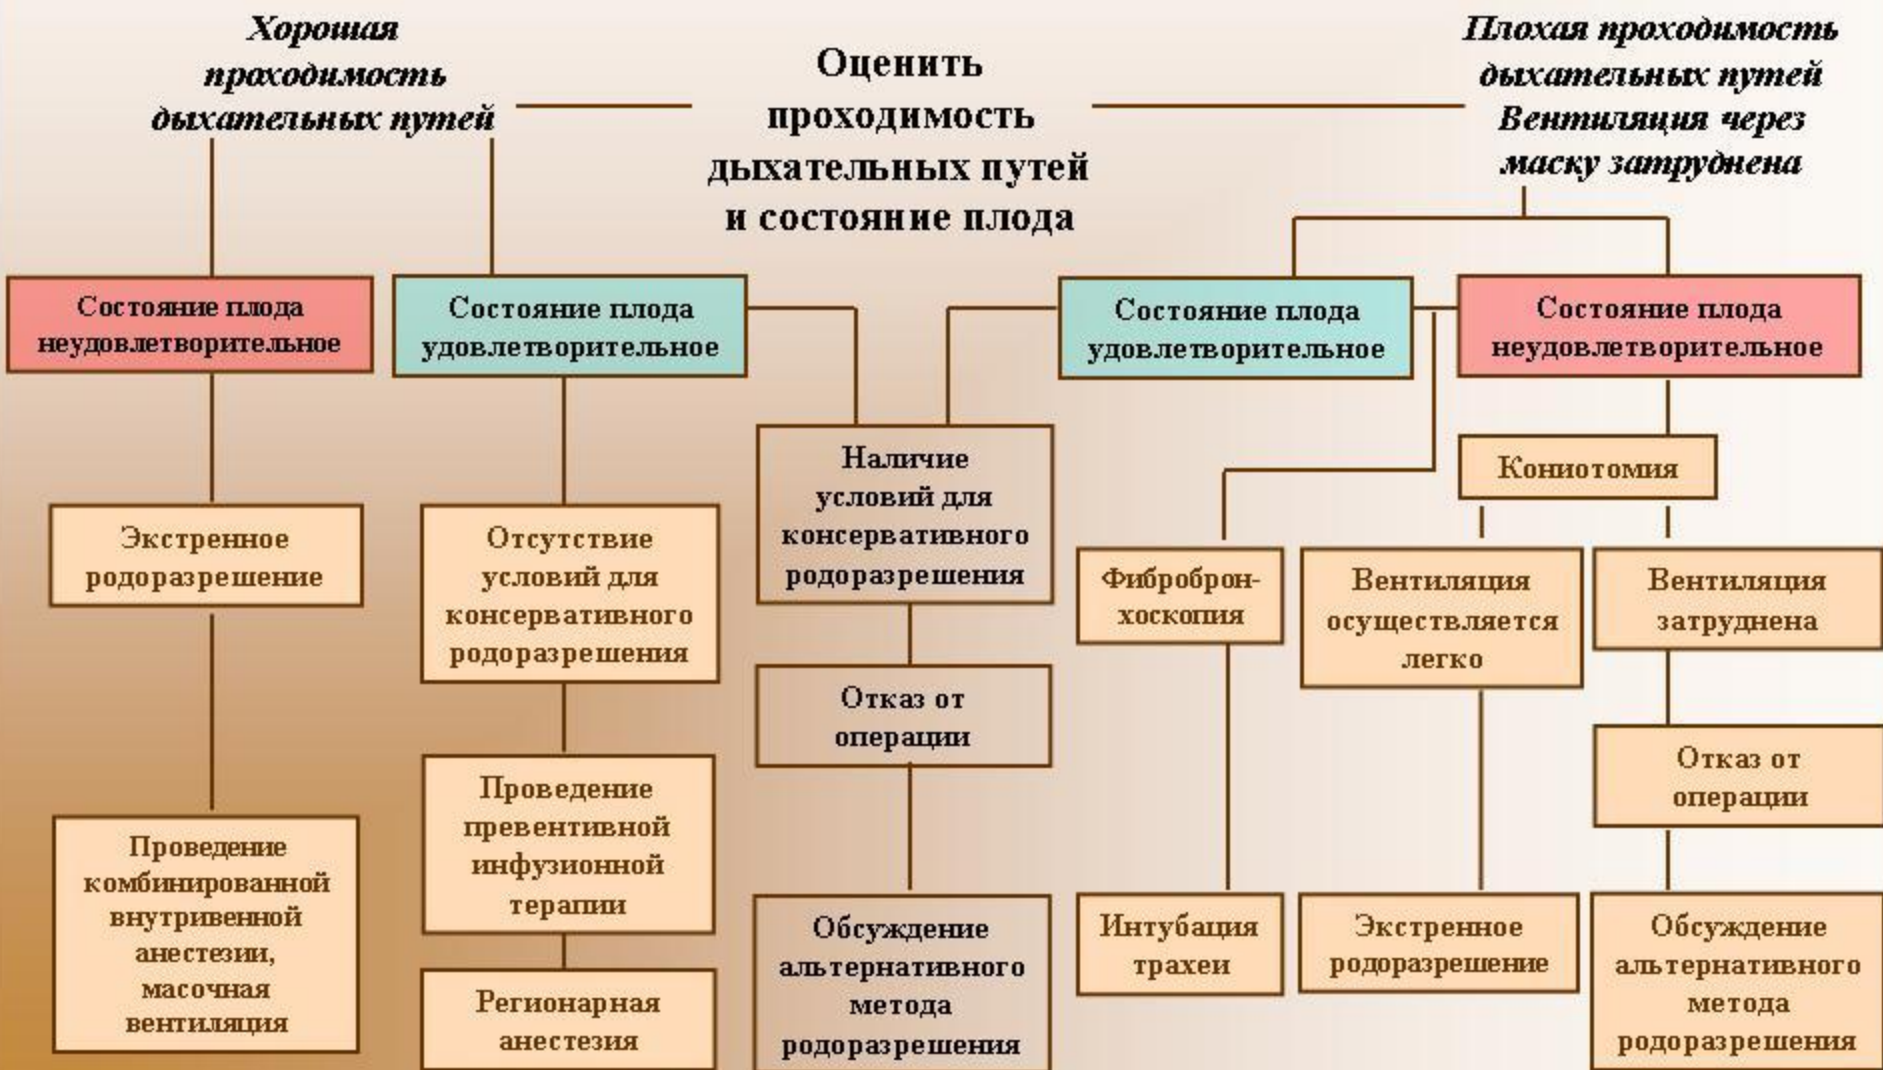 Хорошая
проходимость
дыхательных путей
Оценить
проходимость
дыхательных путей
и состояние плода
Плохая проходимость
дыхательных путей
Вентиляция через
маску затруднена
Состояние плода
неудовлетворительное
Состояние плода
удовлетворительное
Состояние плода
удовлетворительное
Состояние плода
неудовлетворительное
Экстренное
родоразрешение
Проведение
комбинированной
внутривенной
анестезии,
масочная
вентиляция
Отсутствие
условий для
консервативного
родоразрешения
Проведение
превентивной
инфузионной
терапии
Регионарная
анестезия
Наличие
условий для
консервативного
родоразрешения
Отказ от
операции
Обсуждение
альтернативного
метода
родоразрешения
Кониотомия
Фиброброн-
хоскопия
Интубация
трахеи
Вентиляция
осуществляется
легко
Экстренное
родоразрешение
Вентиляция
затруднена
Отказ от
операции
Обсуждение
альтернативного
метода
родоразрешения